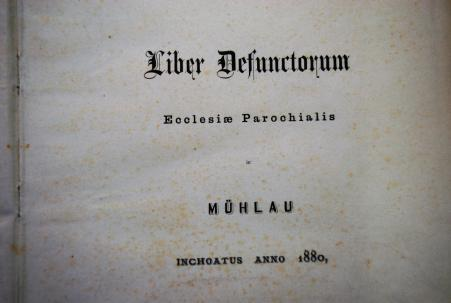 Liber Defunctorum
Ecclesiæ Parochialis
in
MÜHLAU
INCHOATUS ANNO 1880,